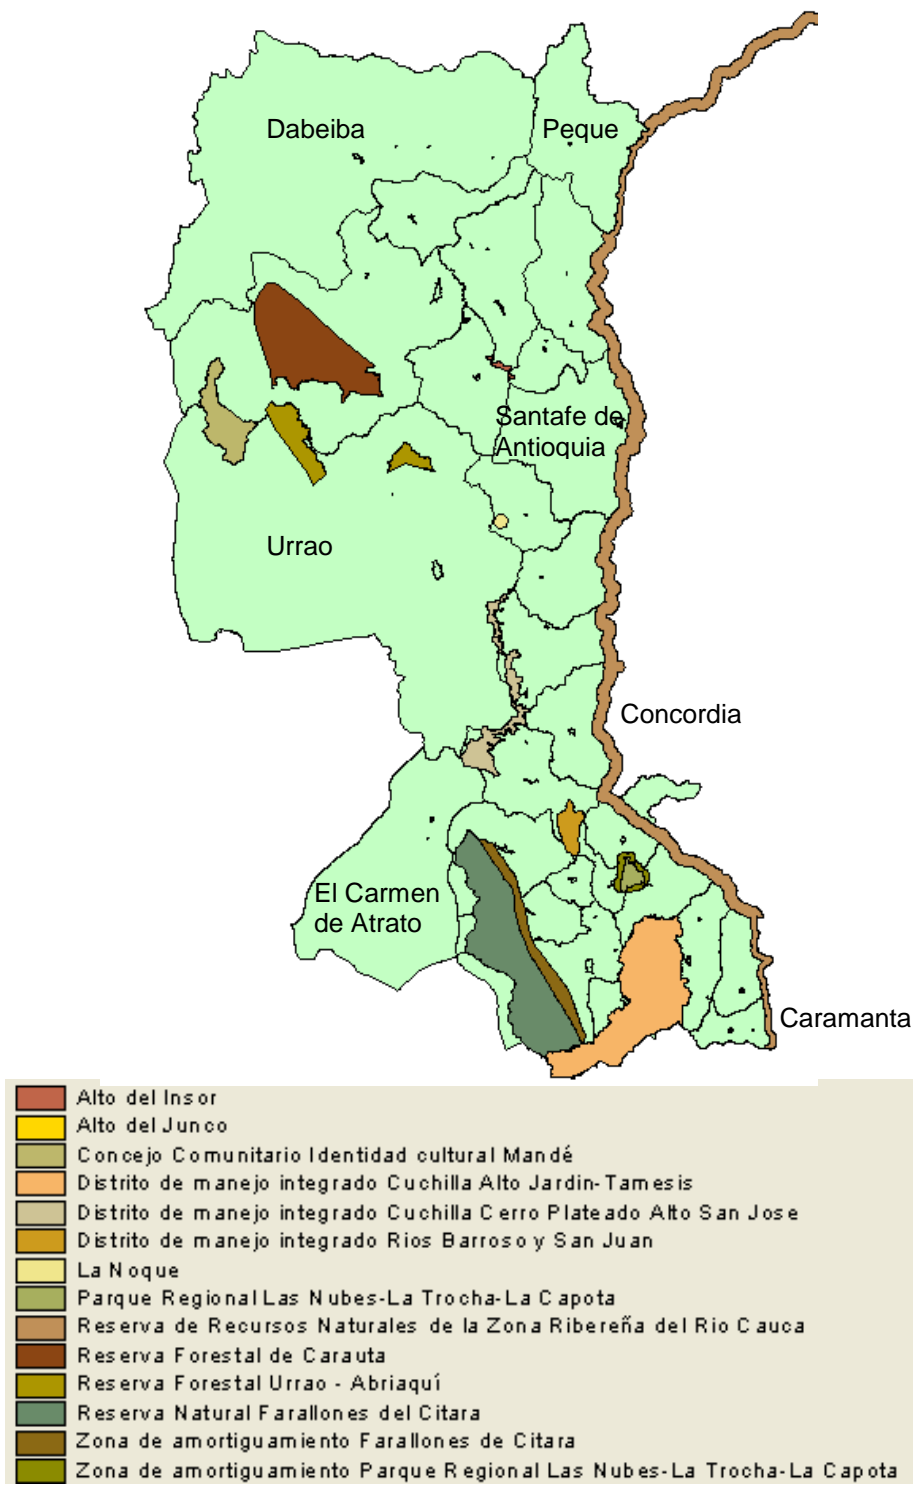 Dabeiba
Peque
Santafe de
Antioquia
Urrao
Concordia
El Carmen
de Atrato
Caramanta
Alto del Insor
Alto del Junco
Concejo Comunitario Identidad cultural Mandé
Distrito de manejo integrado Cuchilla Alto Jardin-Tamesis
Distrito de manejo integrado Cuchilla Cerro Plateado Alto San Jose
Distrito de manejo integrado Rios Barroso y San Juan
La Noque
Parque Regional Las Nubes-La Trocha-La Capota
Reserva de Recursos Naturales de la Zona Ribereña del Rio Cauca
Reserva Forestal de Carauta
Reserva Forestal Urrao - Abriaquí
Reserva Natural Farallones del Citara
Zona de amortiguamiento Farallones de Citara
Zona de amortiguamiento Parque Regional Las Nubes-La Trocha-La Capota